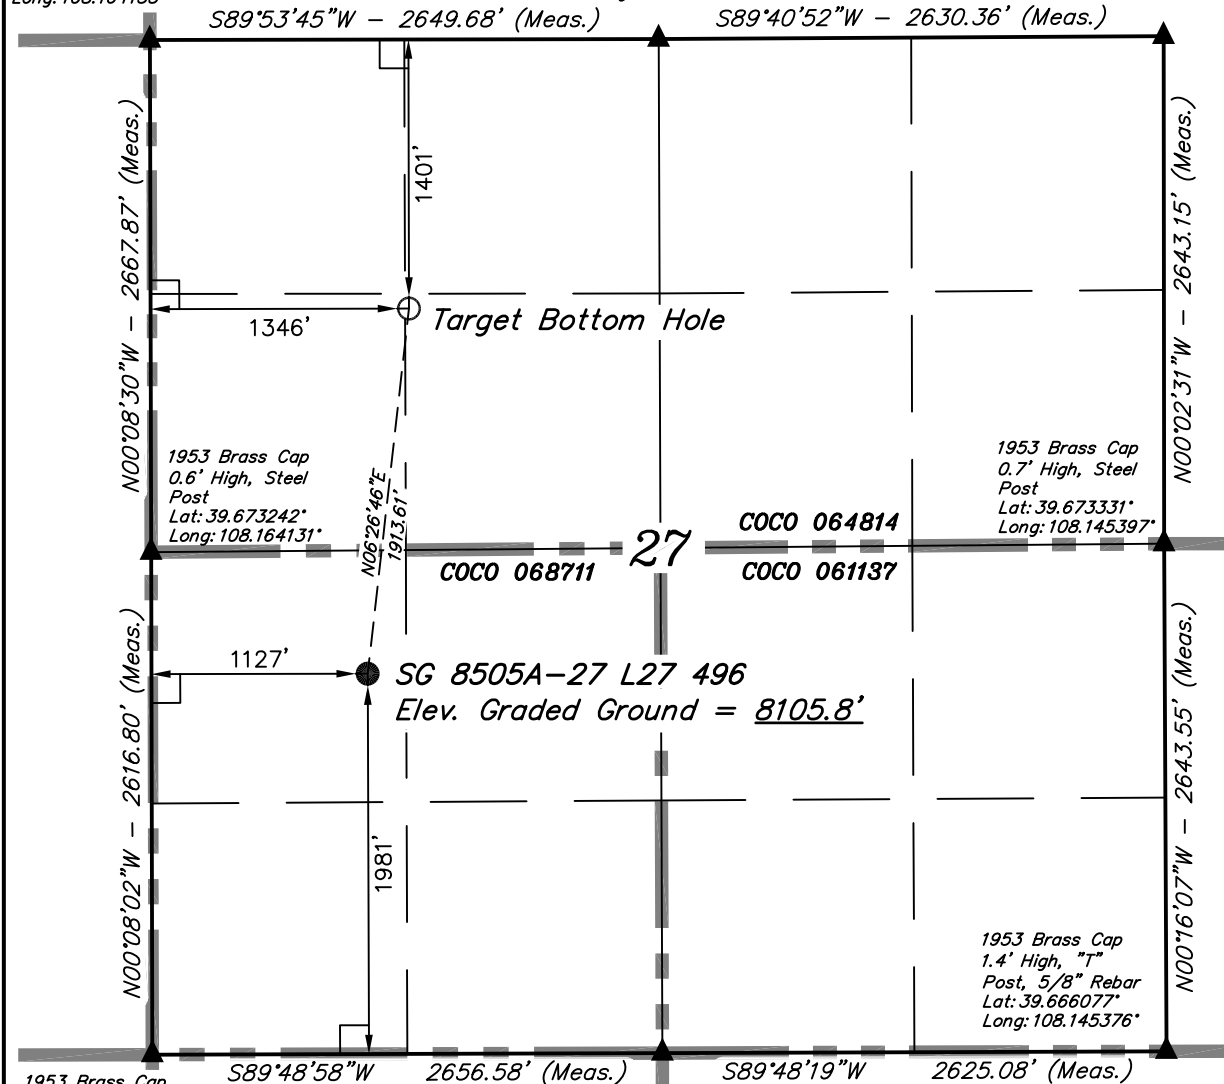 S89°53'45"W - 2649.68' (Meas.)
S89°40'52"W - 2630.36' (Meas.)
N00°08'30"W - 2667.87' (Meas.)
1401'
N00°02'31"W - 2643.15' (Meas.)
1346'
Target Bottom Hole
1953 Brass Cap
0.6' High, Steel
Post
Lat: 39.673242°
Long: 108.164131°
1953 Brass Cap
0.7' High, Steel
Post
Lat: 39.673331°
Long: 108.145397°
N06°26'46"E
1913.61'
COCO 064814
27
COCO 068711
COCO 061137
1127'
SG 8505A-27 L27 496
Elev. Graded Ground = 8105.8'
N00°08'02"W - 2616.80' (Meas.)
1981'
N00°16'07"W - 2643.55' (Meas.)
1953 Brass Cap
1.4' High, "T"
Post, 5/8" Rebar
Lat: 39.666077°
Long: 108.145376°
S89°48'58"W 2656.58' (Meas.)
S89°48'19"W 2625.08' (Meas.)
1953 Brass Cap